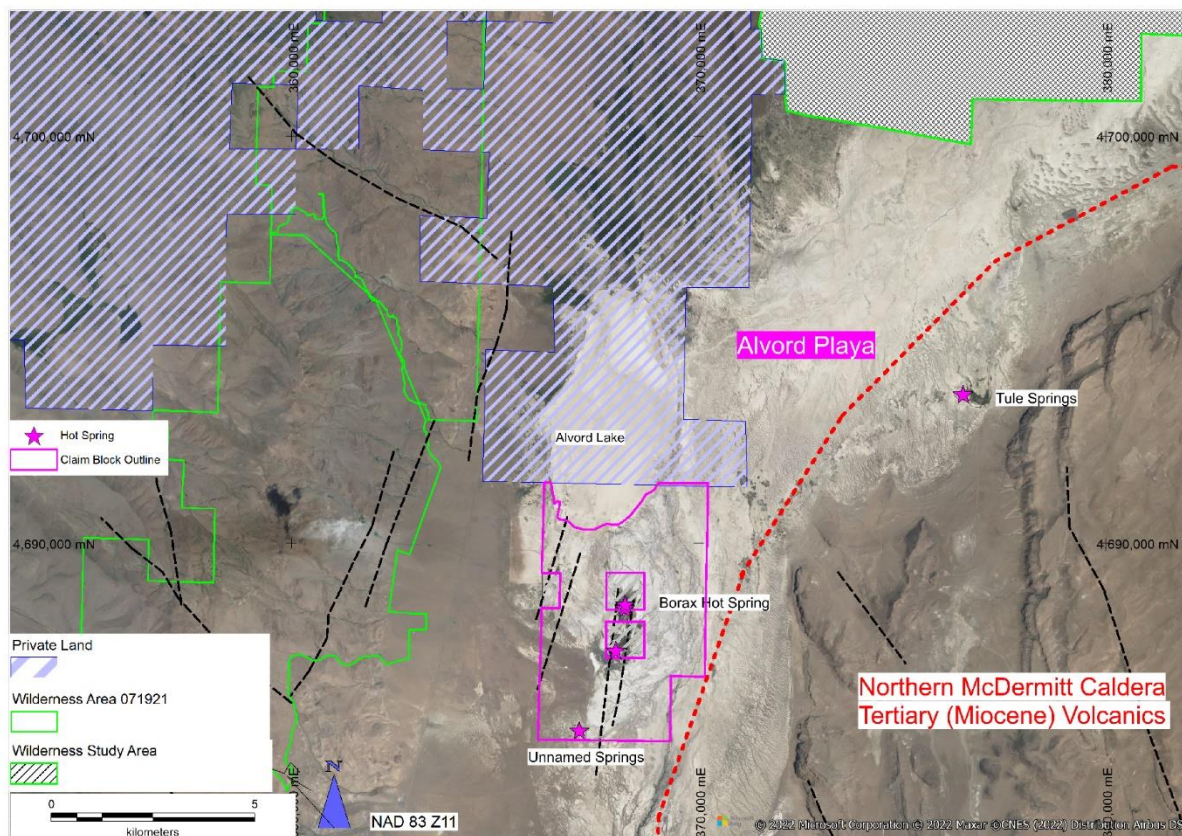 360,000 mE
370,000 mE
380,000 mE
4,700,000 mN
4,700,000 mN
Alvord Playa
Tule Springs
Hot Spring
Claim Block Outline
Alvord Lake
4,690,000 mN
4,690,000 mN
Borax Hot Spring
Private Land
Wilderness Area 071921
Northern McDermitt Caldera
Tertiary (Miocene) Volcanics
Wilderness Study Area
Unnamed Springs
N
0 5
kilometers
NAD 83 Z11
370,000 mE
380,000 mE
© 2022 Microsoft Corporation © 2022 Maxar ©CNES (2022) Distribution Airbus DS